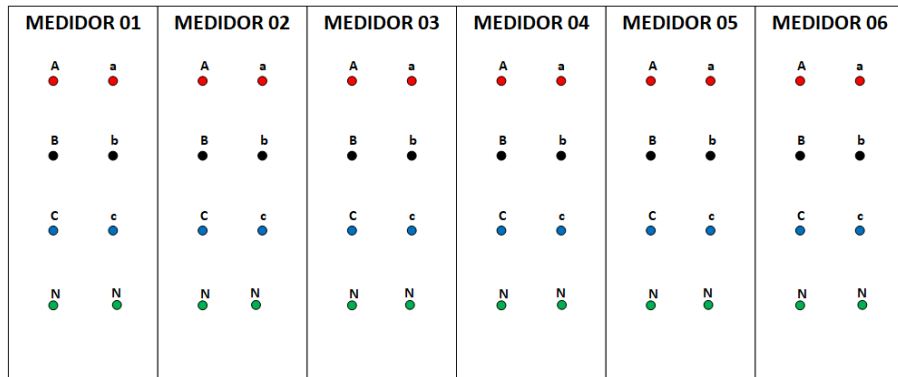 MEDIDOR 01 MEDIDOR 02 MEDIDOR 03 MEDIDOR 04 MEDIDOR 05 MEDIDOR 06
A a A a A a A a A a A a
B b B b B b B b B b B b
C c C c C c C c C c C c
N N N N N N N N N N N N